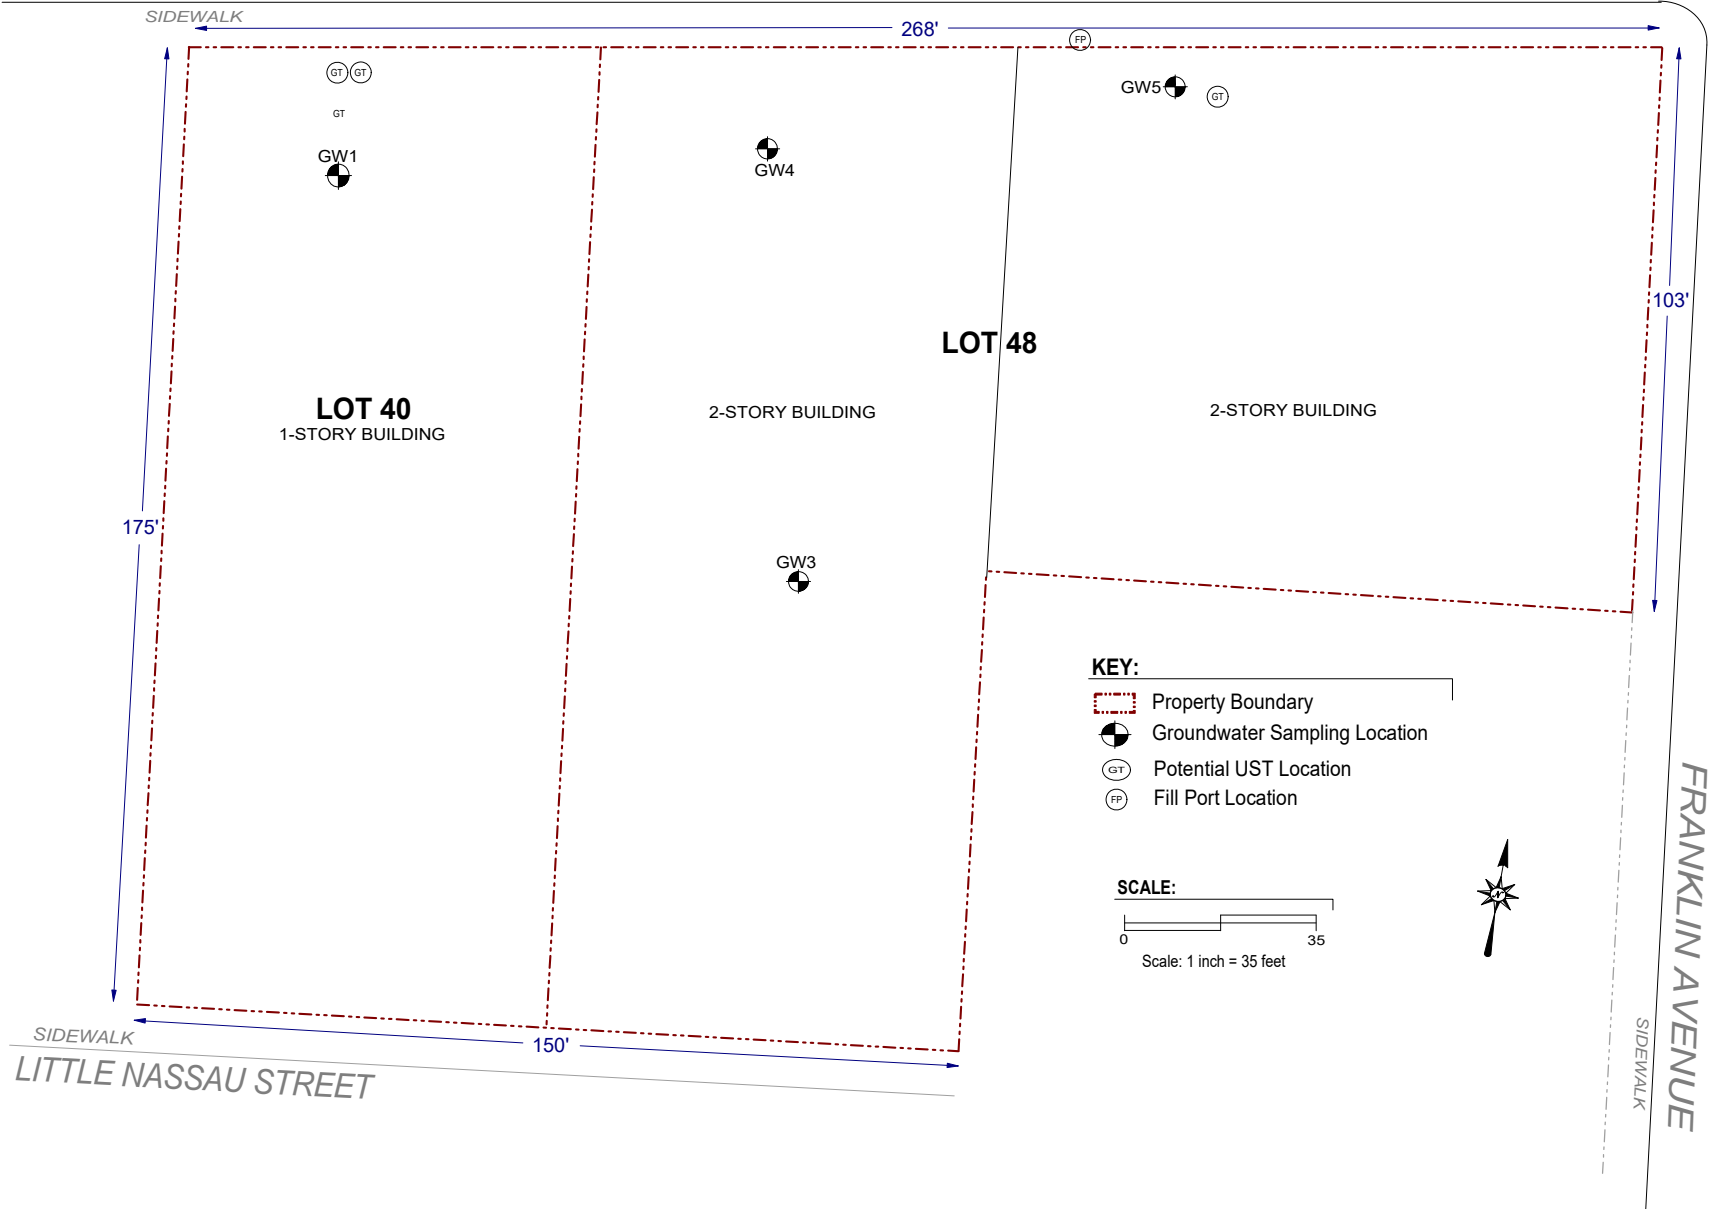 SIDEWALK
268'
FP
GT GT
GW5
GT
GT
GW1
GW4
103'
LOT 48
LOT 40
1-STORY BUILDING
2-STORY BUILDING
2-STORY BUILDING
175'
GW3
KEY:
Property Boundary
Groundwater Sampling Location
GT Potential UST Location
FP Fill Port Location
SCALE:
0 35
Scale: 1 inch = 35 feet
N
FRANKLIN AVENUE
SIDEWALK
SIDEWALK
150'
LITTLE NASSAU STREET